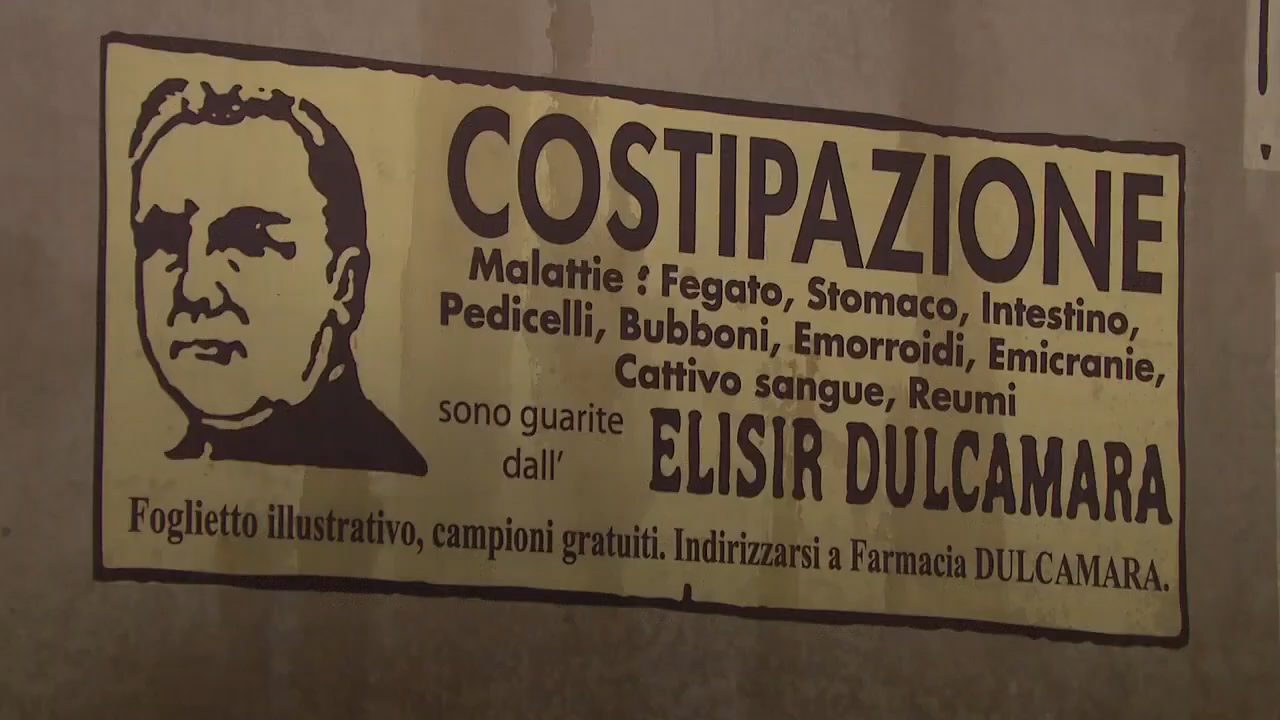 COSTIPAZIONE
Malattie : Fegato, Stomaco, Intestino,
Pedicelli, Bubboni, Emorroidi, Emicranie,
Cattivo sangue, Reumi
sono guarite
dall' ELISIR DULCAMARA
Foglietto illustrativo, campioni gratuiti. Indirizzarsi a Farmacia DULCAMARA.